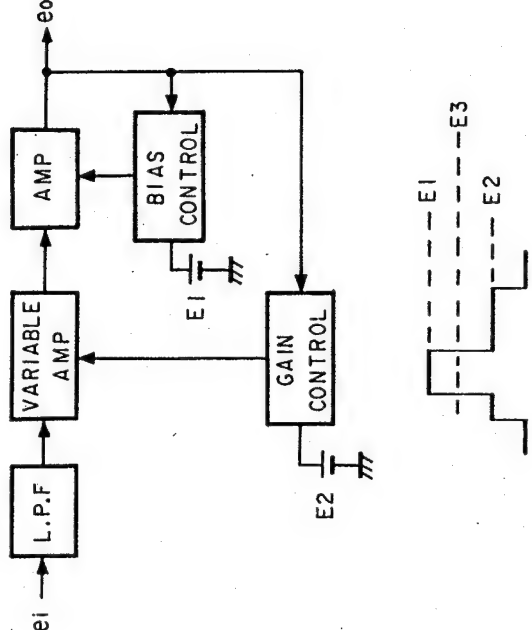 ei
L.P.F
VARIABLE
AMP
AMP
eo
BIAS
CONTROL
E1
GAIN
CONTROL
E2
E1
E3
E2